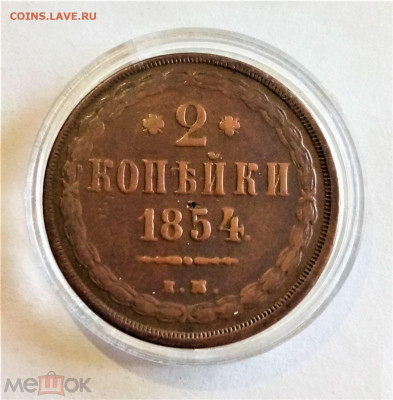 COINS.LAVE.RU
* 2 *
КОПѢЙКИ
1854.
Е.М.
МЕШОК